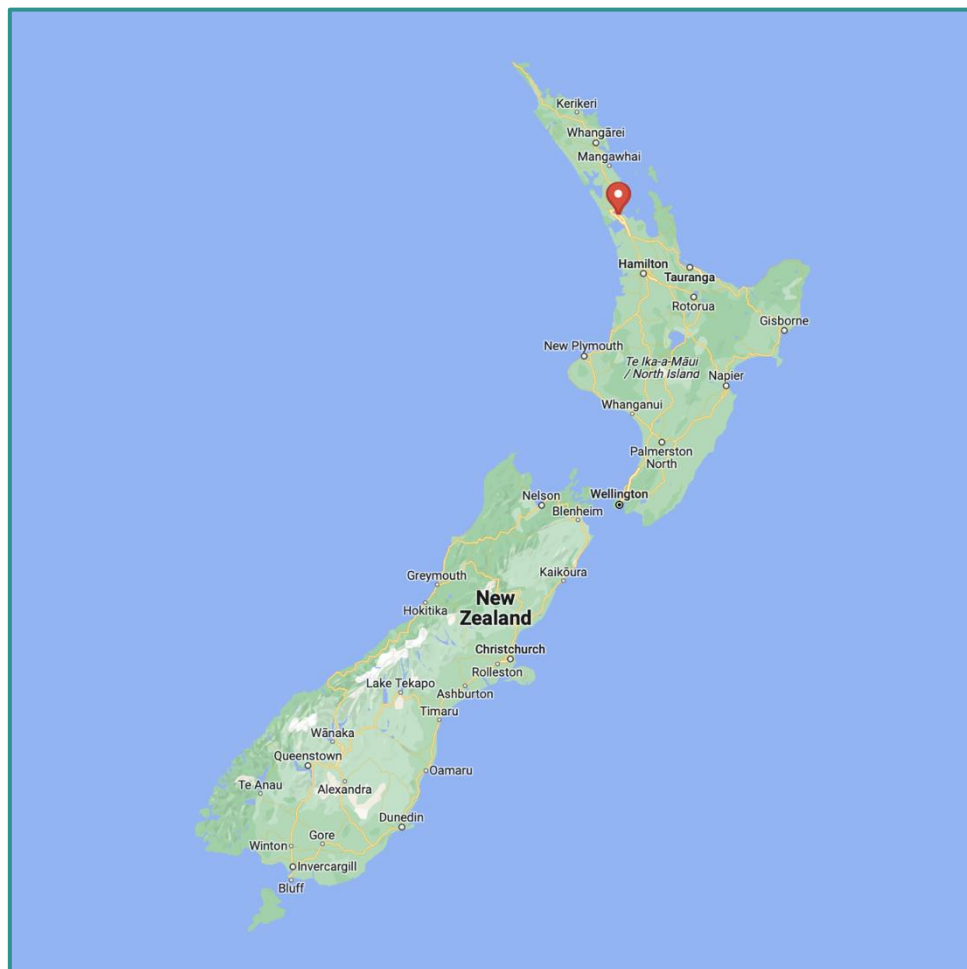 Kerikeri
Whangārei
Mangawhai
Hamilton
Tauranga
Rotorua
Gisborne
New Plymouth
Te Ika-a-Māui
/ North Island
Napier
Whanganui
Palmerston
North
Wellington
Nelson
Blenheim
Kaikōura
Greymouth
Hokitika
New
Zealand
Christchurch
Rolleston
Lake Tekapo
Ashburton
Timaru
Wānaka
Queenstown
Oamaru
Te Anau
Alexandra
Dunedin
Gore
Winton
Invercargill
Bluff